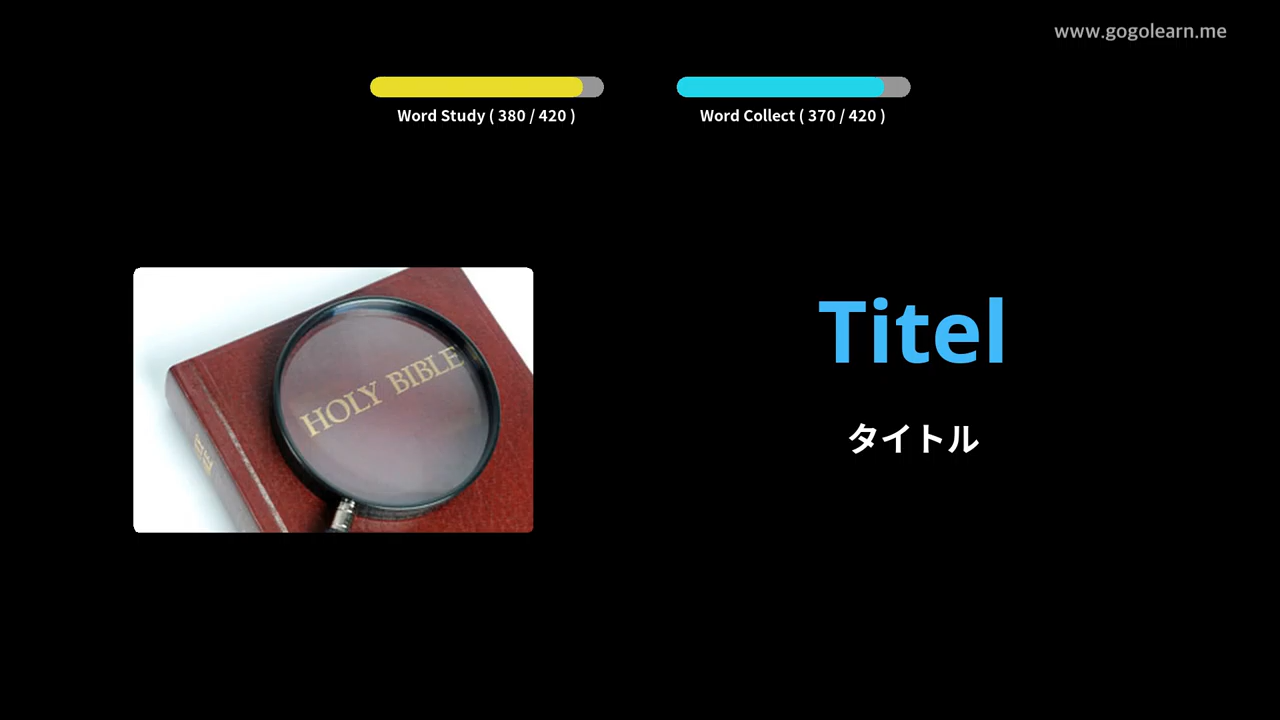 www.gogolearn.me
Word Study ( 380 / 420 )
Word Collect ( 370 / 420 )
HOLY BIBLE
Titel
タイトル